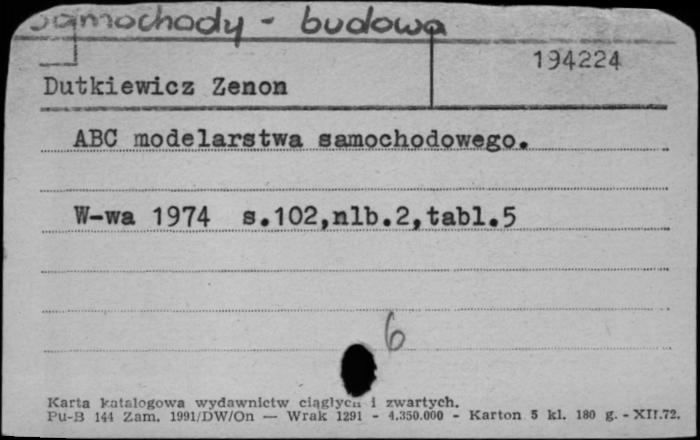 Samochody - budowa
194224
Dutkiewicz Zenon
ABC modelarstwa samochodowego.
W-wa 1974 s.102,nlb.2,tabl.5
6
Karta katalogowa wydawnictw ciągłych i zwartych.
Pu-B 144 Zam. 1991/DW/On — Wrak 1291 - 4.350.000 - Karton 5 kl. 180 g. - XII.72.